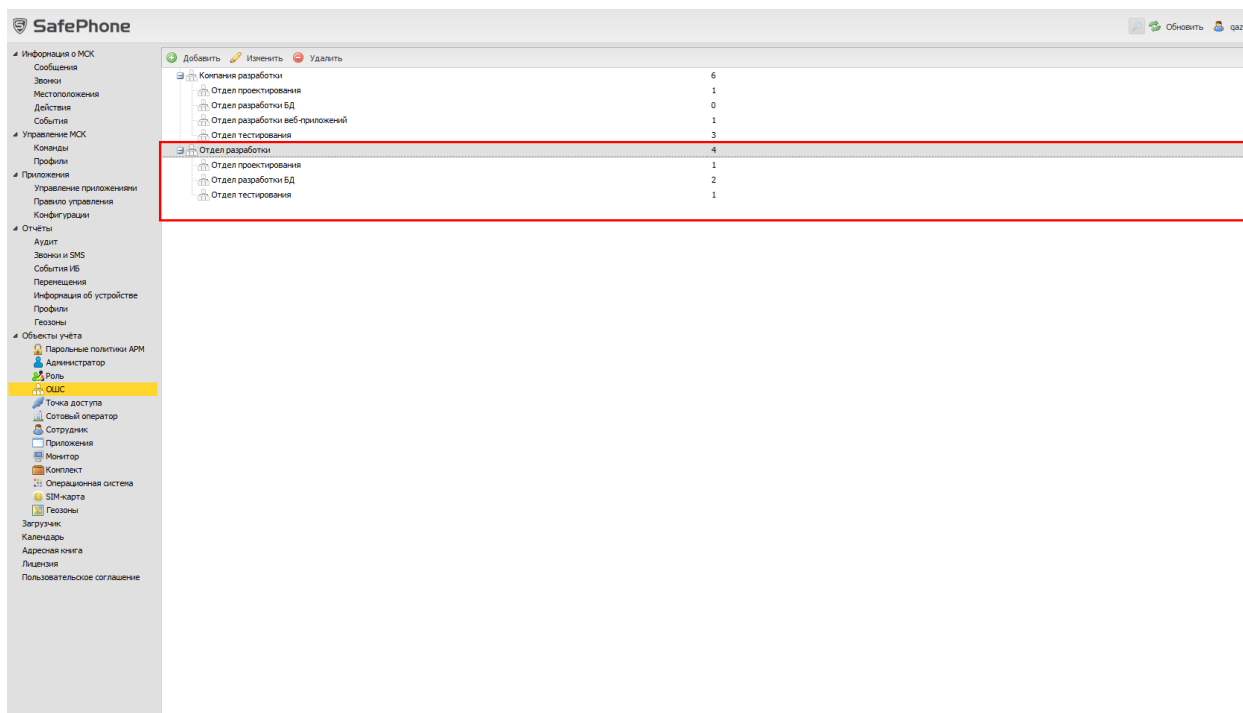 SafePhone
Обновить qaz
Информация о МСК
Сообщения
Звонки
Местоположения
Действия
События
Управление МСК
Команды
Профили
Приложения
Управление приложениями
Правило управления
Конфигурации
Отчёты
Аудит
Звонки и SMS
События ИБ
Перемещения
Информация об устройстве
Профили
Геозоны
Объекты учёта
Парольные политики АРМ
Администратор
Роль
ОШС
Точка доступа
Сотовый оператор
Сотрудник
Приложения
Монитор
Комплект
Операционная система
SIM-карта
Геозоны
Загрузчик
Календарь
Адресная книга
Лицензия
Пользовательское соглашение
Добавить Изменить Удалить
Компания разработки 6
Отдел проектирования 1
Отдел разработки БД 0
Отдел разработки веб-приложений 1
Отдел тестирования 3
Отдел разработки 4
Отдел проектирования 1
Отдел разработки БД 2
Отдел тестирования 1